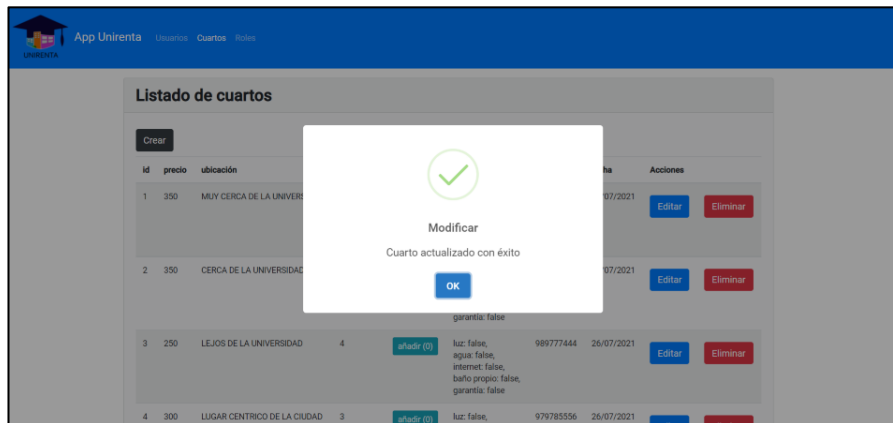 App Unirenta Usuarios Cuartos Roles
UNIRENTA
Listado de cuartos
Crear
id precio ubicación ha Acciones
1 350 MUY CERCA DE LA UNIVERS /07/2021 Editar Eliminar
Modificar
Cuarto actualizado con éxito
2 350 CERCA DE LA UNIVERSIDAD /07/2021 Editar Eliminar
OK
garantía: false
3 250 LEJOS DE LA UNIVERSIDAD 4 añadir (0) luz: false, 989777444 26/07/2021 Editar Eliminar
agua: false,
internet: false,
baño propio: false,
garantía: false
4 300 LUGAR CENTRICO DE LA CIUDAD 3 añadir (0) luz: false, 979785556 26/07/2021